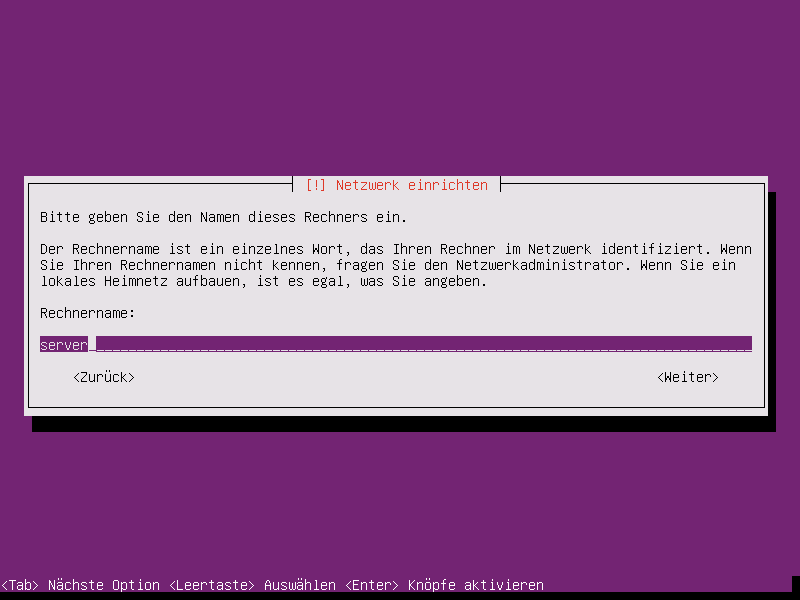 [!] Netzwerk einrichten
Bitte geben Sie den Namen dieses Rechners ein.
Der Rechnername ist ein einzelnes Wort, das Ihren Rechner im Netzwerk identifiziert. Wenn
Sie Ihren Rechnernamen nicht kennen, fragen Sie den Netzwerkadministrator. Wenn Sie ein
lokales Heimnetz aufbauen, ist es egal, was Sie angeben.
Rechnername:
server
<Zurück> <Weiter>
<Tab> Nächste Option <Leertaste> Auswählen <Enter> Knöpfe aktivieren